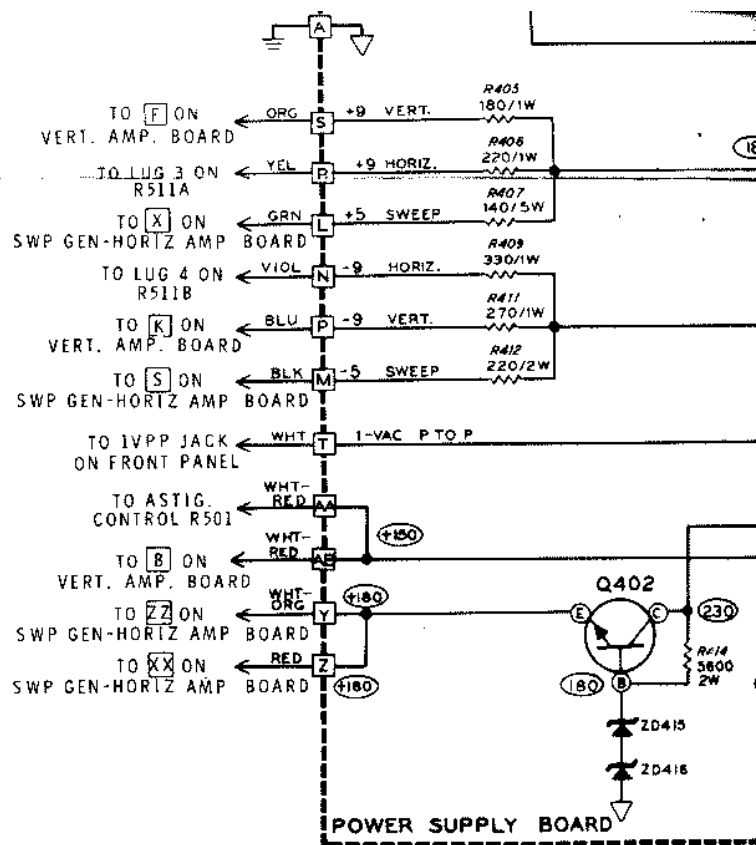 A
TO F ON
VERT. AMP. BOARD
ORG
S
+9 VERT.
R405
180/1W
TO LUG 3 ON
R511A
YEL
R
+9 HORIZ.
R406
220/1W
TO X ON
SWP GEN-HORIZ AMP BOARD
GRN
L
+5 SWEEP
R407
140/5W
TO LUG 4 ON
R511B
VIOL
N
-9 HORIZ.
R409
330/1W
TO K ON
VERT. AMP. BOARD
BLU
P
-9 VERT.
R411
270/1W
TO S ON
SWP GEN-HORIZ AMP BOARD
BLK
M
-5 SWEEP
R412
220/2W
TO 1VPP JACK
ON FRONT PANEL
WHT
T
1-VAC P TO P
TO ASTIG.
CONTROL R501
WHT-
RED
AA
+150
TO B ON
VERT. AMP. BOARD
WHT-
RED
AB
TO ZZ ON
SWP GEN-HORIZ AMP BOARD
WHT-
ORG
Y
+180
TO XX ON
SWP GEN-HORIZ AMP BOARD
RED
Z
+180
Q402
E
C
B
230
180
R414
5600
2W
ZD415
ZD416
POWER SUPPLY BOARD